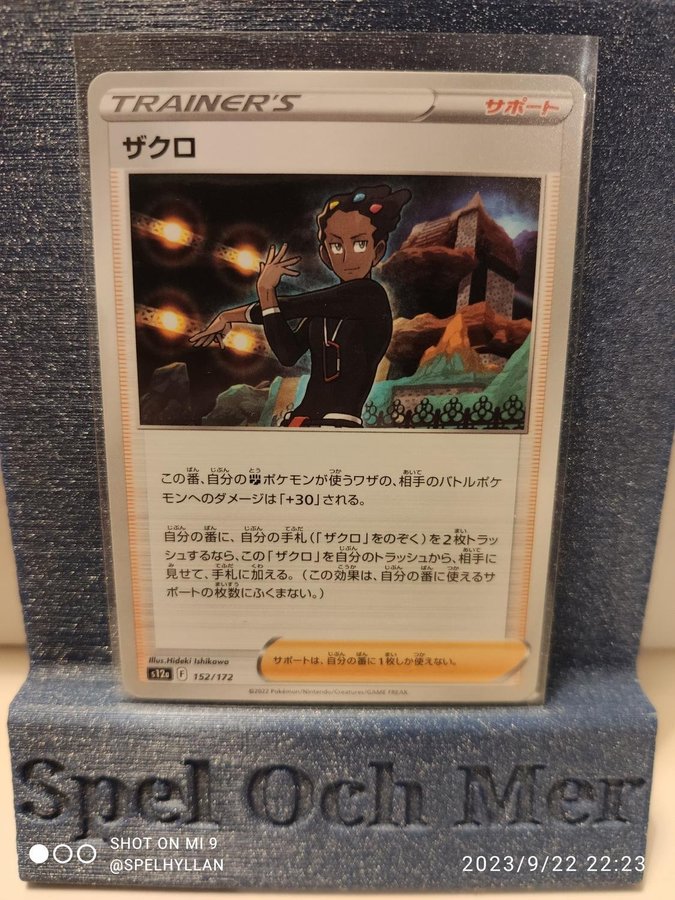 TRAINER'S サポート
ザクロ
この番、自分の闘ポケモンが使うワザの、相手のバトルポケ
モンへのダメージは「+30」される。
自分の番に、自分の手札(「ザクロ」をのぞく)を2枚トラッ
シュするなら、この「ザクロ」を自分のトラッシュから、相手に
見せて、手札に加える。(この効果は、自分の番に使えるサ
ポートの枚数にふくまない。)
Illus.Hideki Ishikawa
サポートは、自分の番に1枚しか使えない。
s12a F 152/172
©2022 Pokémon/Nintendo/Creatures/GAME FREAK.
Spel Och Mer
SHOT ON MI 9
@SPELHYLLAN
2023/9/22 22:23